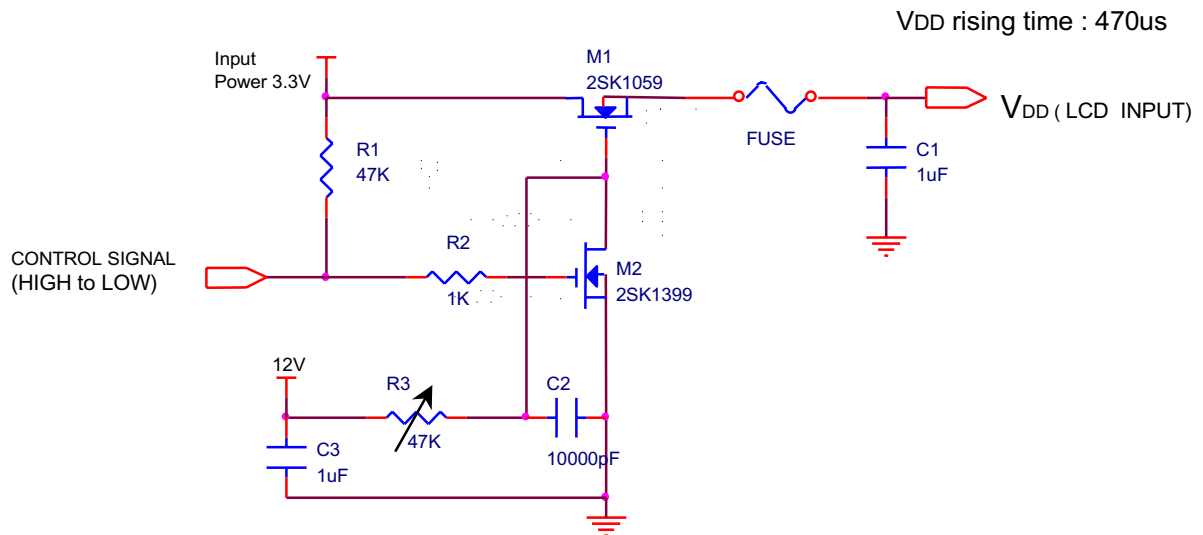 VDD rising time : 470us
Input
Power 3.3V
M1
2SK1059
FUSE
VDD ( LCD INPUT)
R1
47K
C1
1uF
CONTROL SIGNAL
(HIGH to LOW)
R2
1K
M2
2SK1399
12V
R3
47K
C2
10000pF
C3
1uF